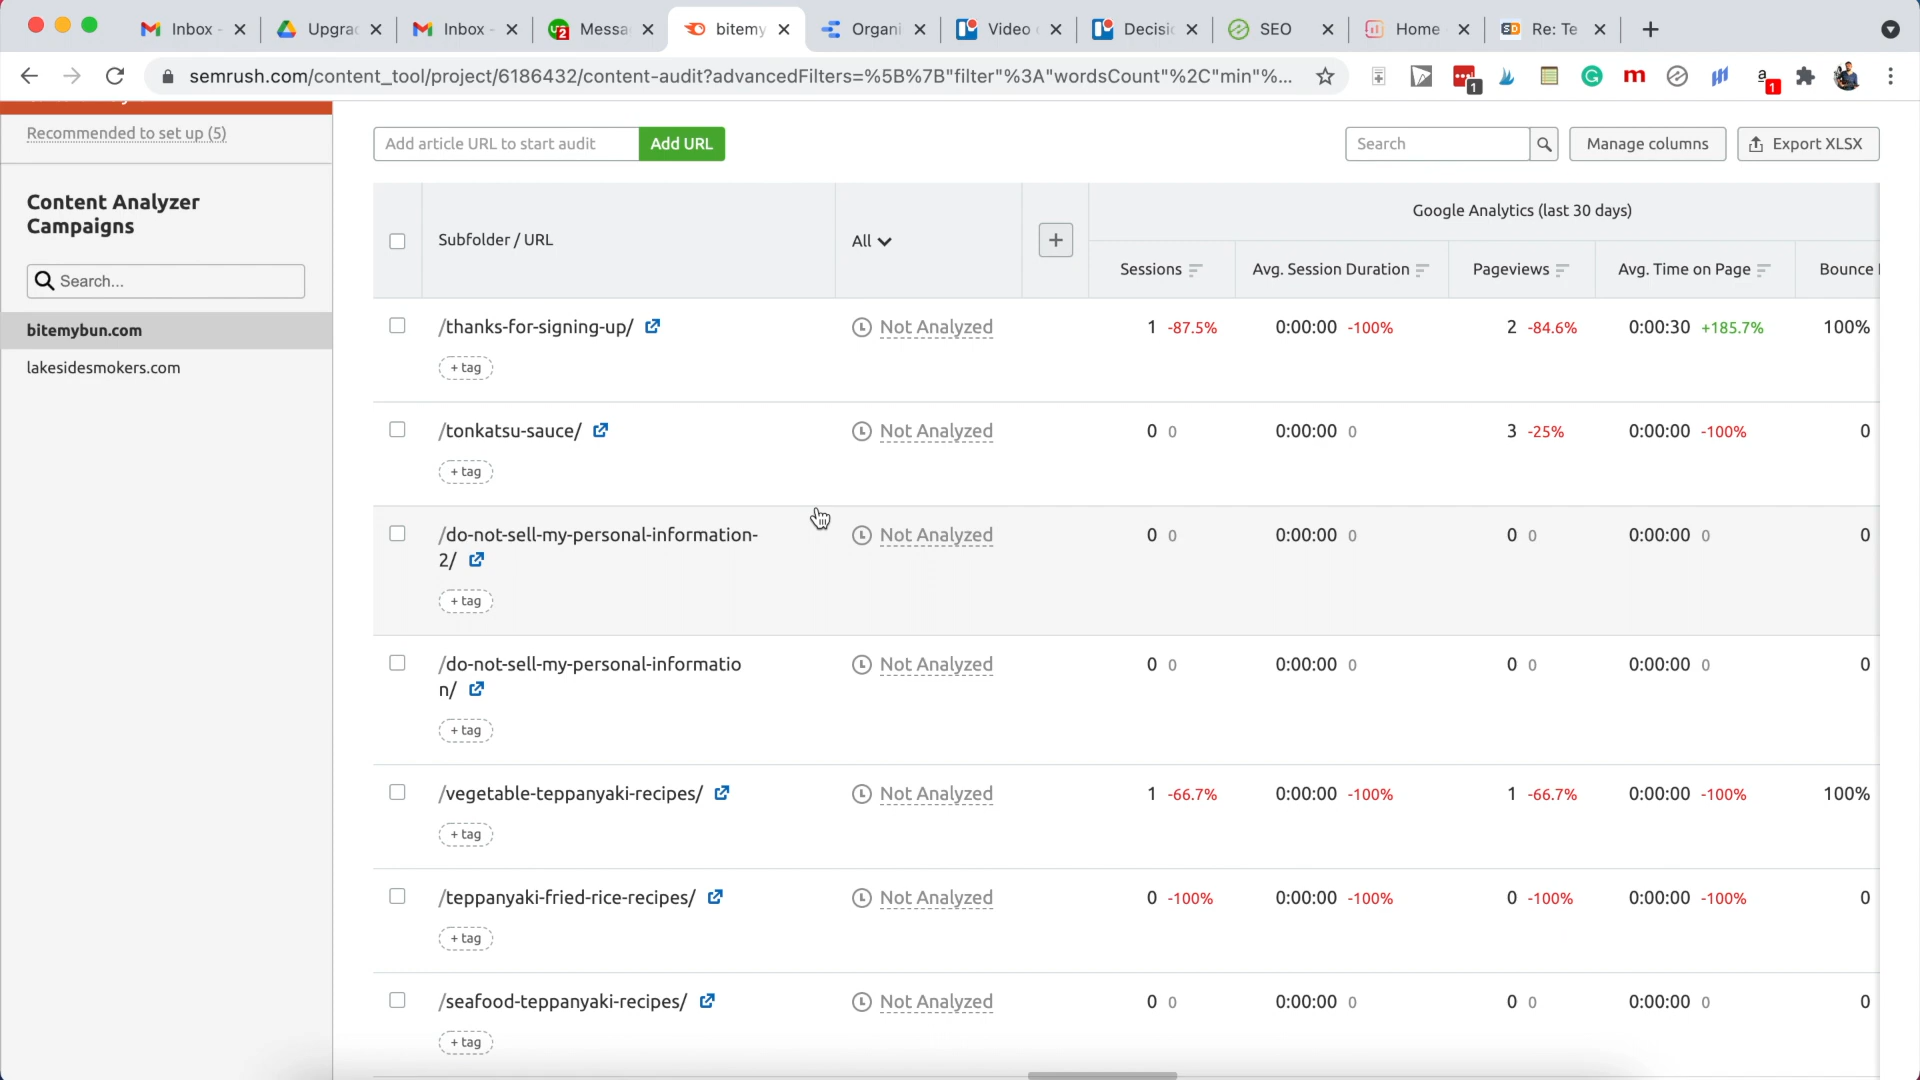 Inbox -
Upgra
Inbox -
Messa
bitemy
Organi
Video
Decisic
SEO
Home
Re: Te
semrush.com/content_tool/project/6186432/content-audit?advancedFilters=%5B%7B"filter"%3A"wordsCount"%2C"min"%...
1
m
a
1
Recommended to set up (5)
Content Analyzer
Campaigns
Search...
bitemybun.com
lakesidesmokers.com
Add article URL to start audit
Add URL
Search
Manage columns
Export XLSX
Subfolder / URL
All
+
Google Analytics (last 30 days)
Sessions
Avg. Session Duration
Pageviews
Avg. Time on Page
Bounce
/thanks-for-signing-up/ Not Analyzed 1 -87.5% 0:00:00 -100% 2 -84.6% 0:00:30 +185.7% 100%
+ tag
/tonkatsu-sauce/ Not Analyzed 0 0 0:00:00 0 3 -25% 0:00:00 -100% 0
+ tag
/do-not-sell-my-personal-information- Not Analyzed 0 0 0:00:00 0 0 0 0:00:00 0 0
2/
+ tag
/do-not-sell-my-personal-informatio Not Analyzed 0 0 0:00:00 0 0 0 0:00:00 0 0
n/
+ tag
/vegetable-teppanyaki-recipes/ Not Analyzed 1 -66.7% 0:00:00 -100% 1 -66.7% 0:00:00 -100% 100%
+ tag
/teppanyaki-fried-rice-recipes/ Not Analyzed 0 -100% 0:00:00 -100% 0 -100% 0:00:00 -100% 0
+ tag
/seafood-teppanyaki-recipes/ Not Analyzed 0 0 0:00:00 0 0 0 0:00:00 0 0
+ tag